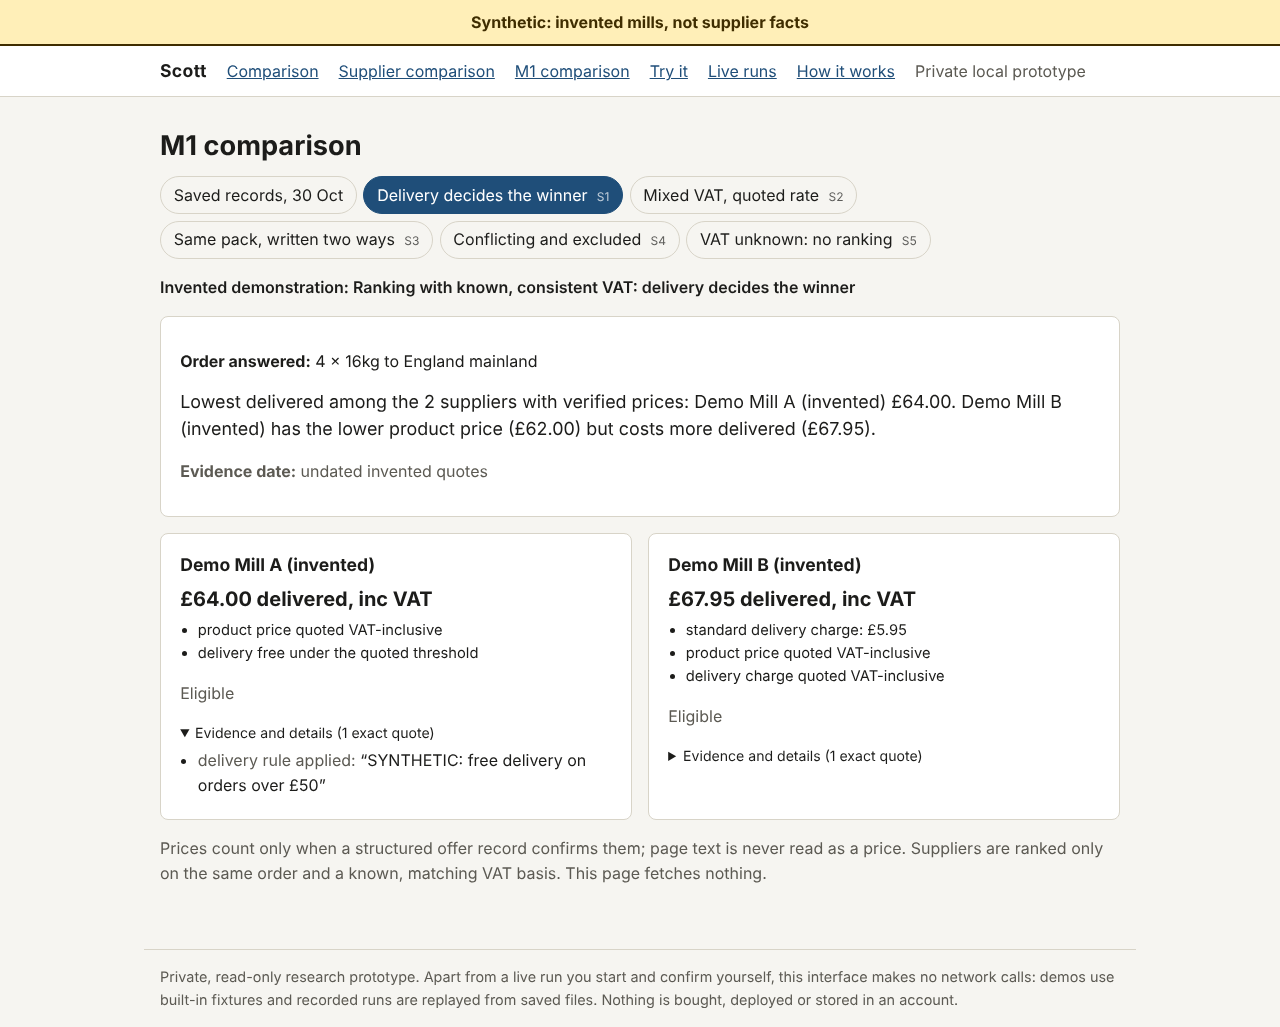 Synthetic: invented mills, not supplier facts
Scott Comparison Supplier comparison M1 comparison Try it Live runs How it works Private local prototype
M1 comparison
Saved records, 30 Oct Delivery decides the winner S1 Mixed VAT, quoted rate S2
Same pack, written two ways S3 Conflicting and excluded S4 VAT unknown: no ranking S5
Invented demonstration: Ranking with known, consistent VAT: delivery decides the winner
Order answered: 4 × 16kg to England mainland
Lowest delivered among the 2 suppliers with verified prices: Demo Mill A (invented) £64.00. Demo Mill B
(invented) has the lower product price (£62.00) but costs more delivered (£67.95).
Evidence date: undated invented quotes
Demo Mill A (invented)
£64.00 delivered, inc VAT
• product price quoted VAT-inclusive
• delivery free under the quoted threshold
Eligible
▼ Evidence and details (1 exact quote)
• delivery rule applied: “SYNTHETIC: free delivery on
orders over £50”
Demo Mill B (invented)
£67.95 delivered, inc VAT
• standard delivery charge: £5.95
• product price quoted VAT-inclusive
• delivery charge quoted VAT-inclusive
Eligible
▶ Evidence and details (1 exact quote)
Prices count only when a structured offer record confirms them; page text is never read as a price. Suppliers are ranked only
on the same order and a known, matching VAT basis. This page fetches nothing.
Private, read-only research prototype. Apart from a live run you start and confirm yourself, this interface makes no network calls: demos use
built-in fixtures and recorded runs are replayed from saved files. Nothing is bought, deployed or stored in an account.